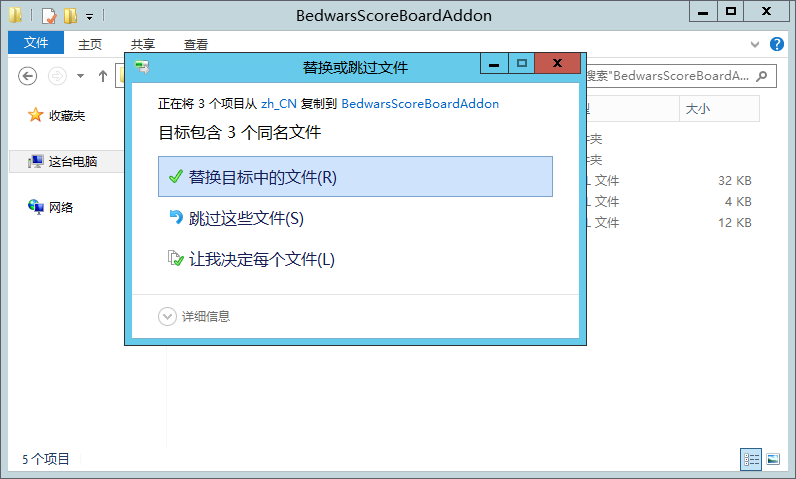 BedwarsScoreBoardAddon
文件 主页 共享 查看
替换或跳过文件
搜索"BedwarsScoreBoardA...
正在将 3 个项目从 zh_CN 复制到 BedwarsScoreBoardAddon
目标包含 3 个同名文件
替换目标中的文件(R)
跳过这些文件(S)
让我决定每个文件(L)
详细信息
收藏夹
这台电脑
网络
型 大小
件夹
件夹
L 文件 32 KB
L 文件 4 KB
L 文件 12 KB
5 个项目